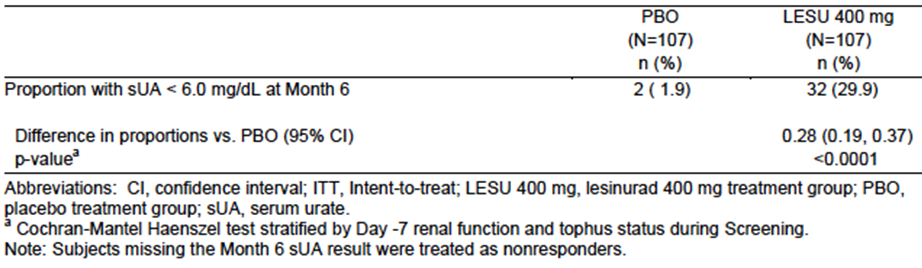 PBO LESU 400 mg
(N=107) (N=107)
n (%) n (%)
Proportion with sUA < 6.0 mg/dL at Month 6 2 ( 1.9) 32 (29.9)
Difference in proportions vs. PBO (95% CI) 0.28 (0.19, 0.37)
p-valueᵃ <0.0001
Abbreviations: CI, confidence interval; ITT, Intent-to-treat; LESU 400 mg, lesinurad 400 mg treatment group; PBO,
placebo treatment group; sUA, serum urate.
ᵃ Cochran-Mantel Haenszel test stratified by Day -7 renal function and tophus status during Screening.
Note: Subjects missing the Month 6 sUA result were treated as nonresponders.